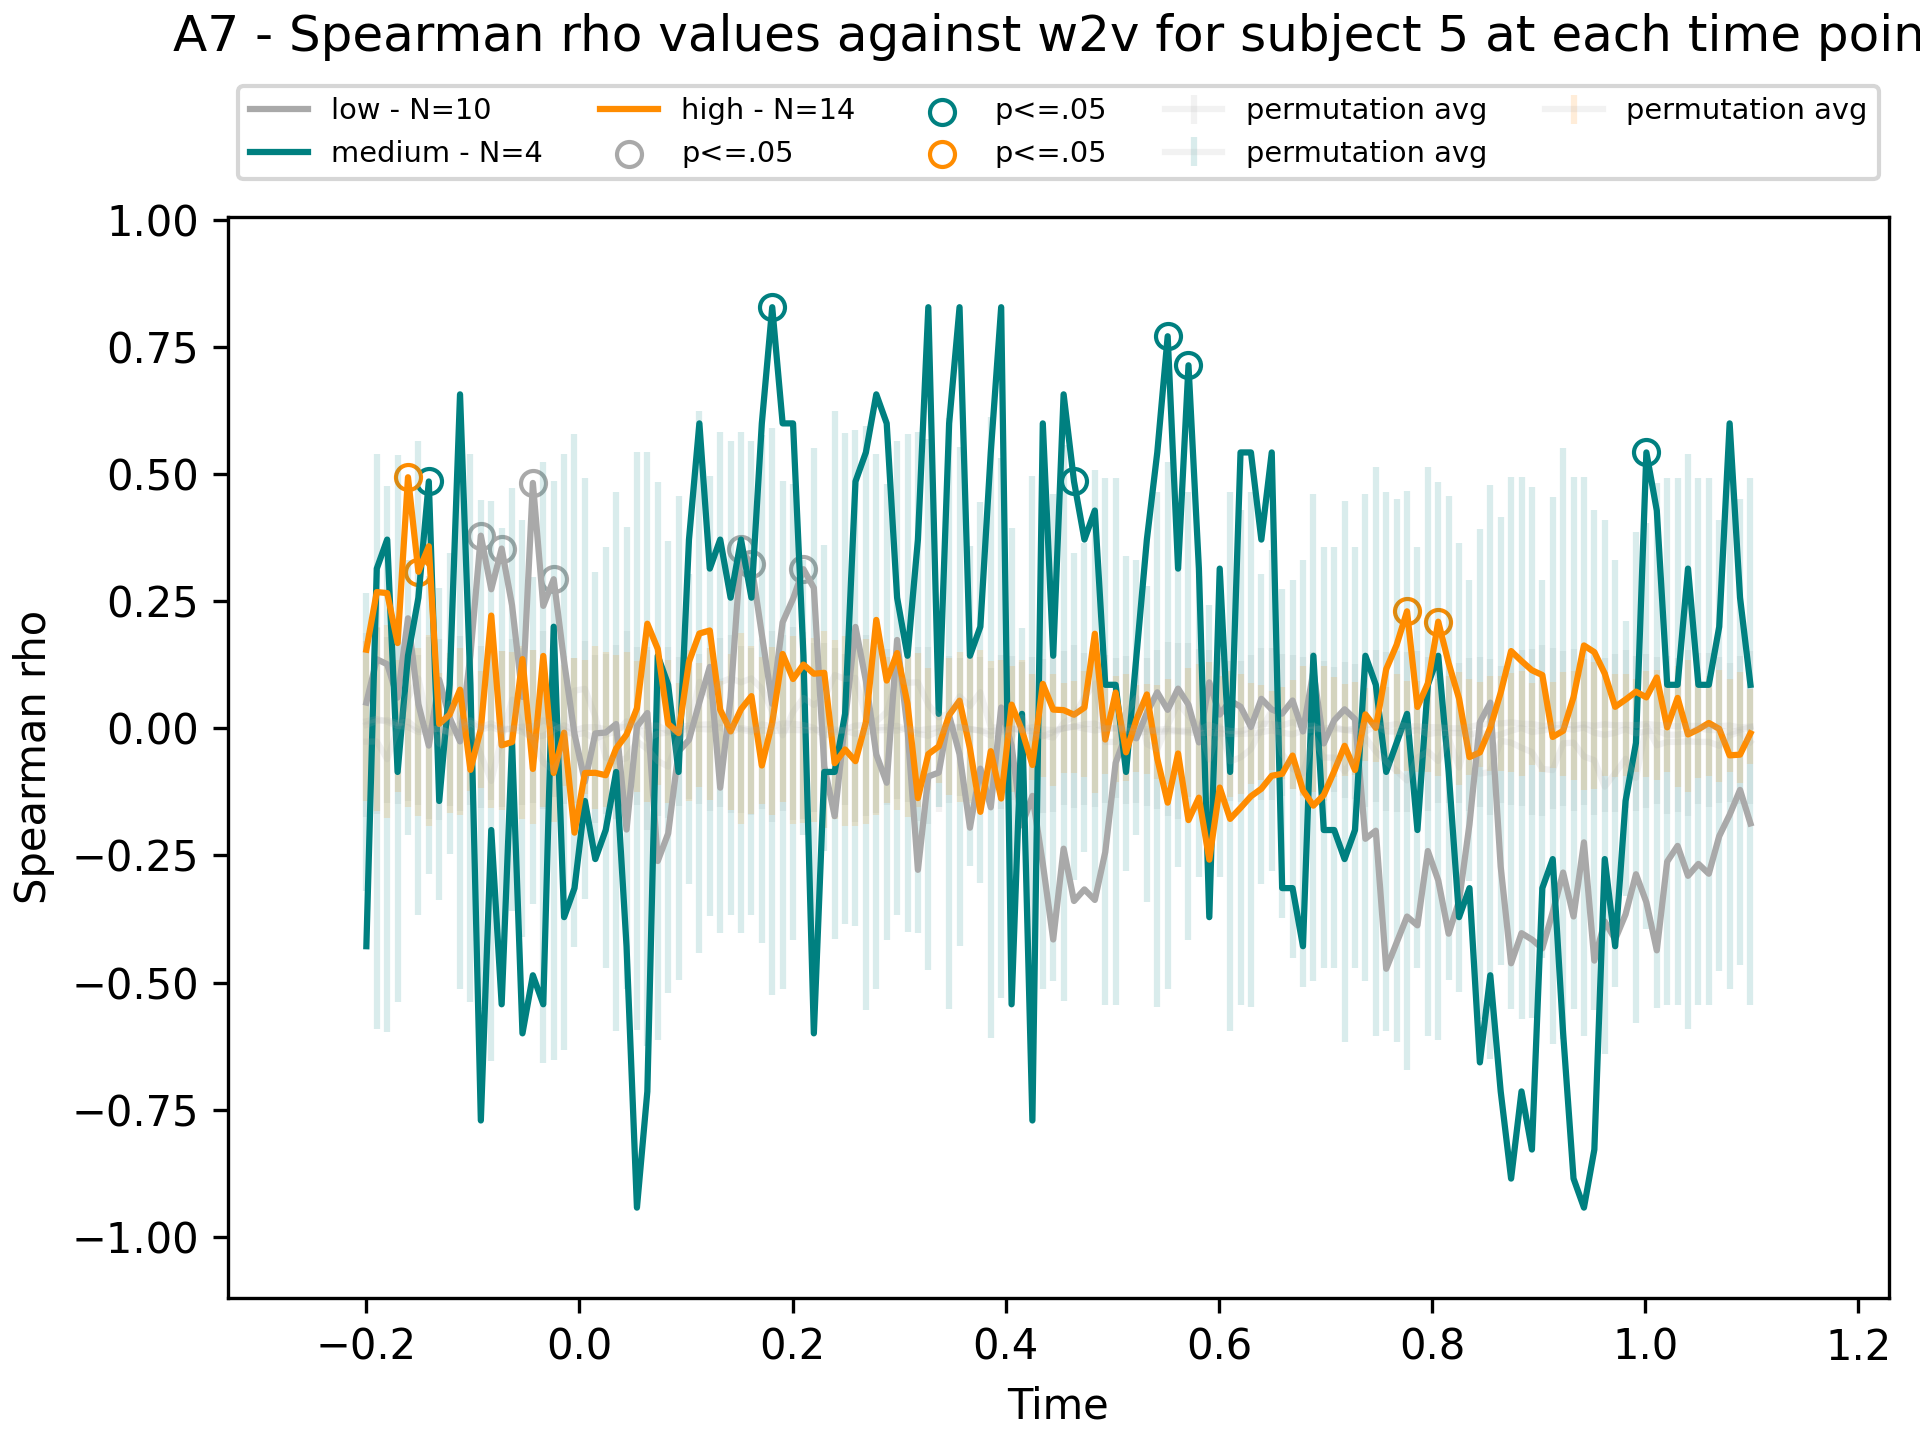 A7 - Spearman rho values against w2v for subject 5 at each time poin
low - N=10 high - N=14 p<=.05 permutation avg permutation avg
medium - N=4 p<=.05 p<=.05 permutation avg
1.00
0.75
0.50
0.25
0.00
−0.25
−0.50
−0.75
−1.00
Spearman rho
−0.2 0.0 0.2 0.4 0.6 0.8 1.0 1.2
Time